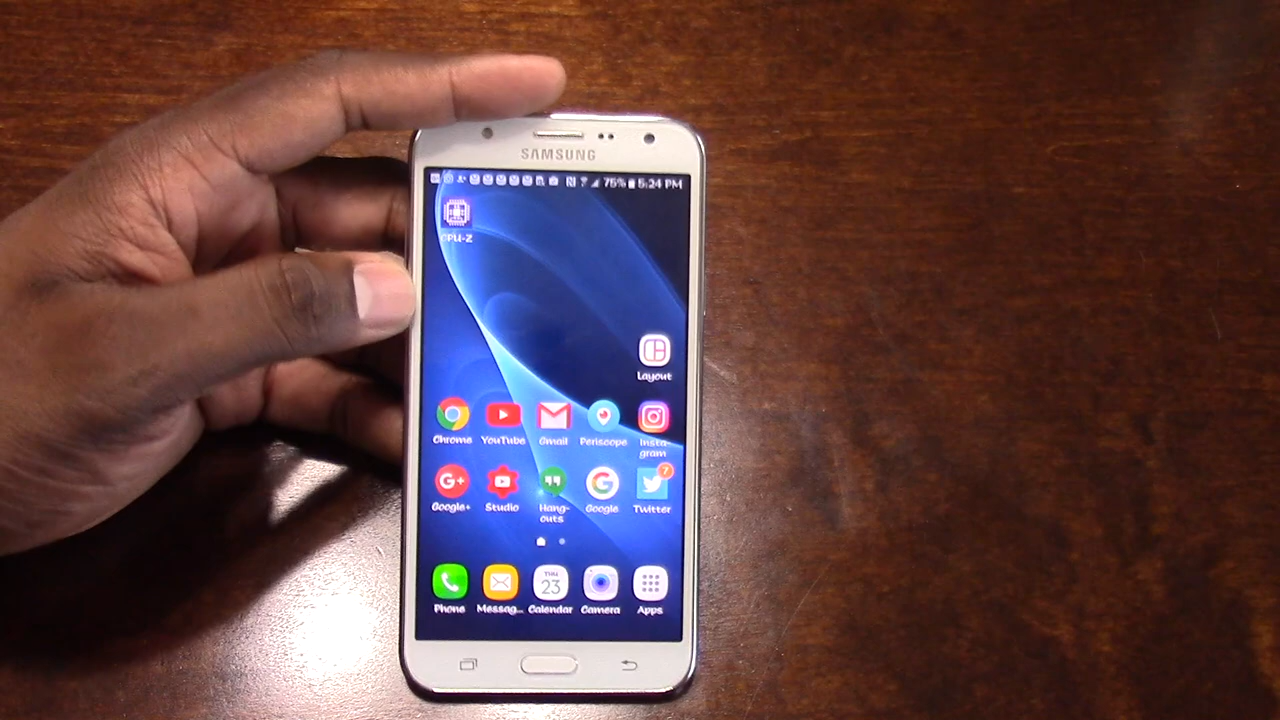 SAMSUNG
75% 5:24 PM
CPU-Z
Layout
Chrome YouTube Gmail Periscope Insta-
gram
Google+ Studio Hang-
outs Google Twitter
7
Phone Messag... THU 23 Calendar Camera Apps